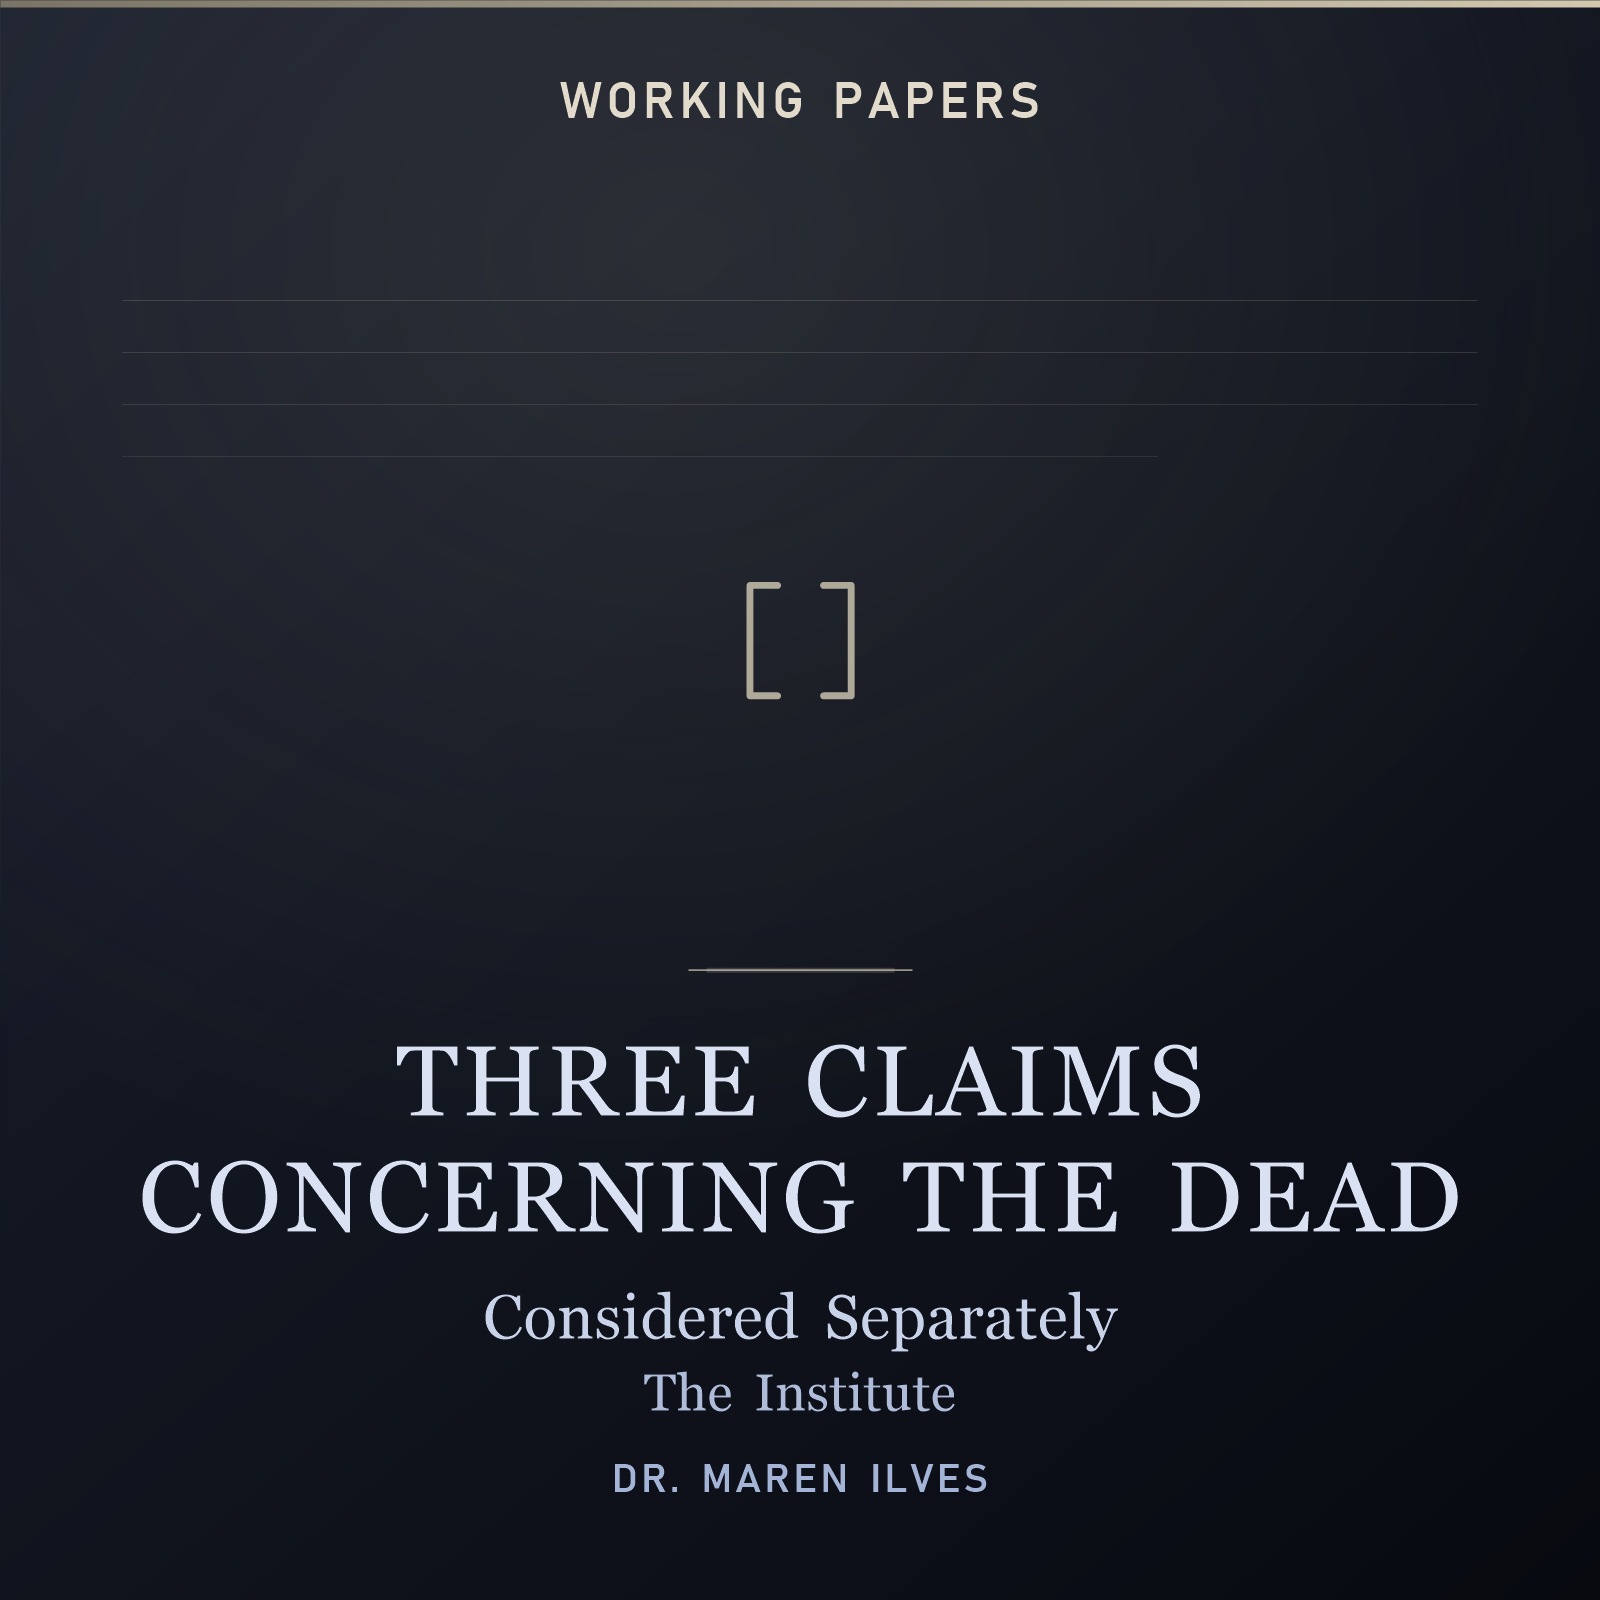 WORKING PAPERS
[ ]
THREE CLAIMS
CONCERNING THE DEAD
Considered Separately
The Institute
DR. MAREN ILVES